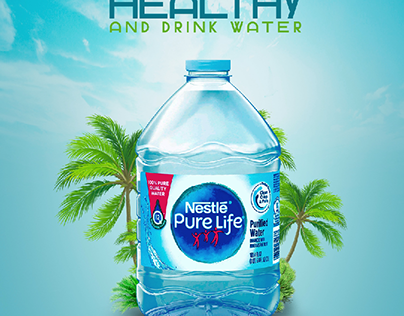 HEALTHY
AND DRINK WATER
100% PURE
QUALITY
WATER
Nestlé
Pure Life
Purified
Water